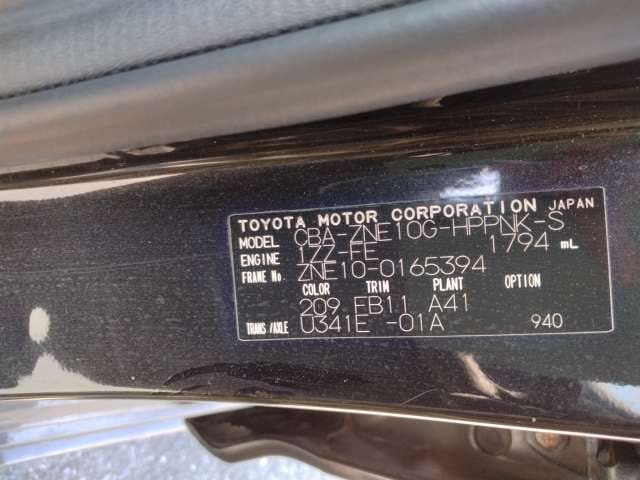 TOYOTA MOTOR CORPORATION JAPAN
MODEL CBA-ZNE10G-HPPNK-S
ENGINE 1ZZ-FE 1794 mL
FRAME No. ZNE10-0165394
COLOR TRIM PLANT OPTION
209 FB11 A41
TRANS/AXLE U341E -01A 940